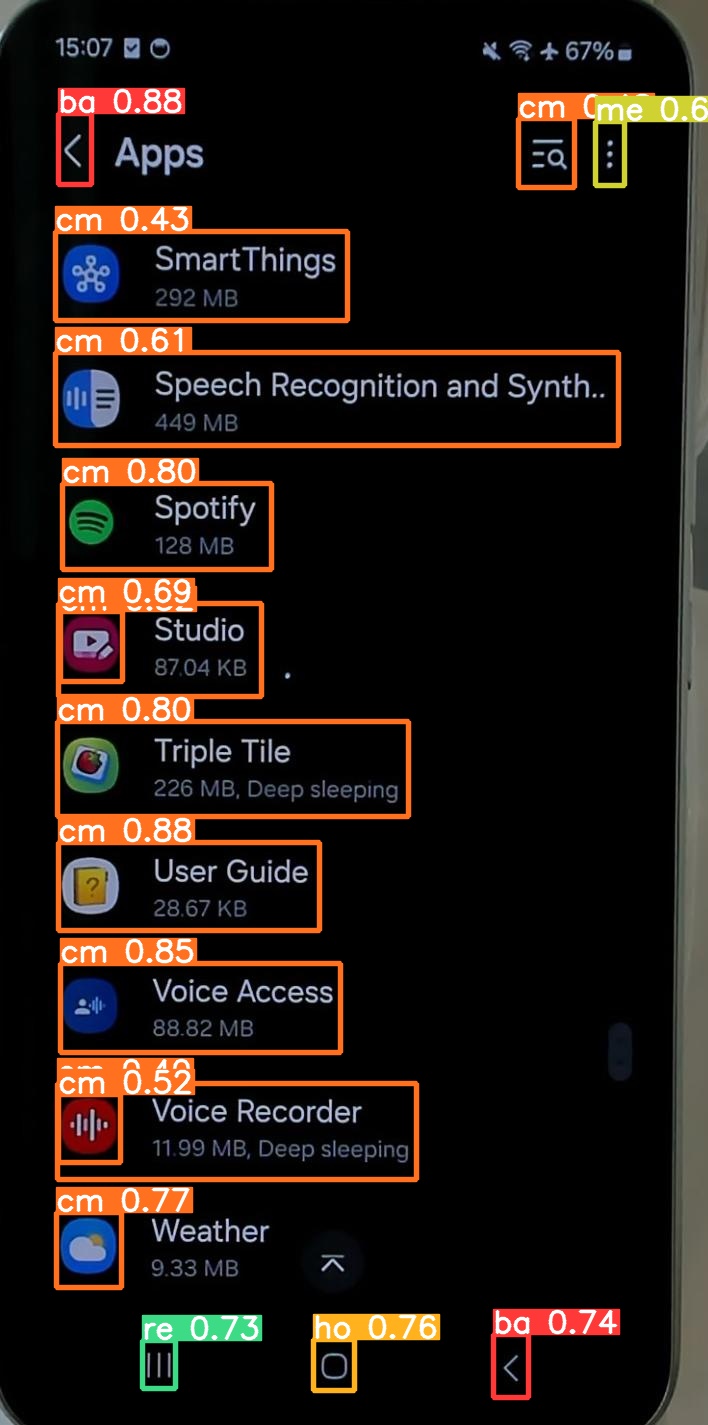 15:07 67%
ba 0.88
cm
me 0.6
Apps
cm 0.43
SmartThings
292 MB
cm 0.61
Speech Recognition and Synth..
449 MB
cm 0.80
Spotify
128 MB
cm 0.69
Studio
87.04 KB
cm 0.80
Triple Tile
226 MB, Deep sleeping
cm 0.88
User Guide
28.67 KB
cm 0.85
Voice Access
88.82 MB
cm 0.52
Voice Recorder
11.99 MB, Deep sleeping
cm 0.77
Weather
9.33 MB
re 0.73 ho 0.76 ba 0.74